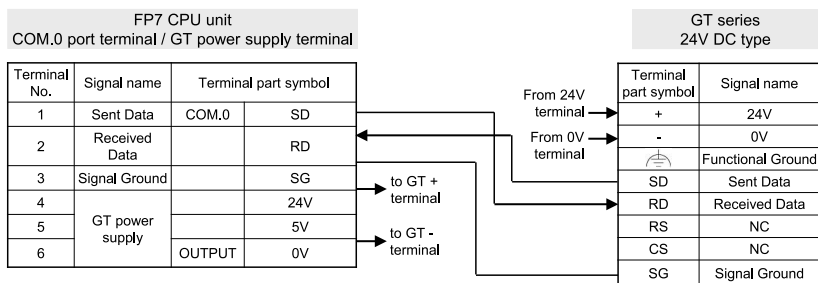 FP7 CPU unit
COM.0 port terminal / GT power supply terminal
Terminal No. Signal name Terminal part symbol
1 Sent Data COM.0 SD
2 Received Data RD
3 Signal Ground SG
4 GT power supply 24V
5 5V
6 OUTPUT 0V
to GT +
terminal
to GT -
terminal
From 24V
terminal
From 0V
terminal
GT series
24V DC type
Terminal part symbol Signal name
+ 24V
- 0V
Functional Ground
SD Sent Data
RD Received Data
RS NC
CS NC
SG Signal Ground